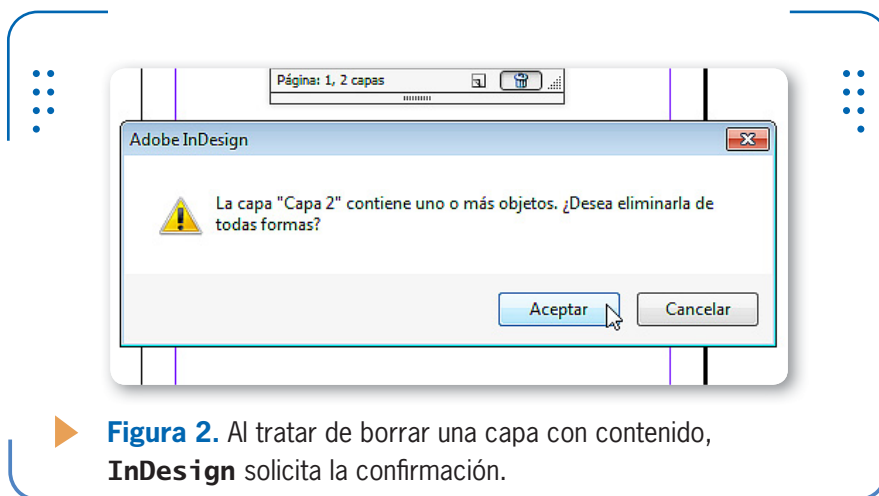 Página: 1, 2 capas
Adobe InDesign
La capa "Capa 2" contiene uno o más objetos. ¿Desea eliminarla de
todas formas?
Aceptar
Cancelar
Figura 2. Al tratar de borrar una capa con contenido,
InDesign solicita la confirmación.